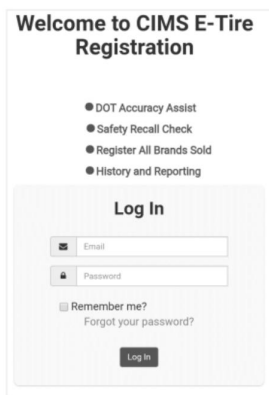 Welcome to CIMS E-Tire
Registration
DOT Accuracy Assist
Safety Recall Check
Register All Brands Sold
History and Reporting
Log In
Email
Password
Remember me?
Forgot your password?
Log In